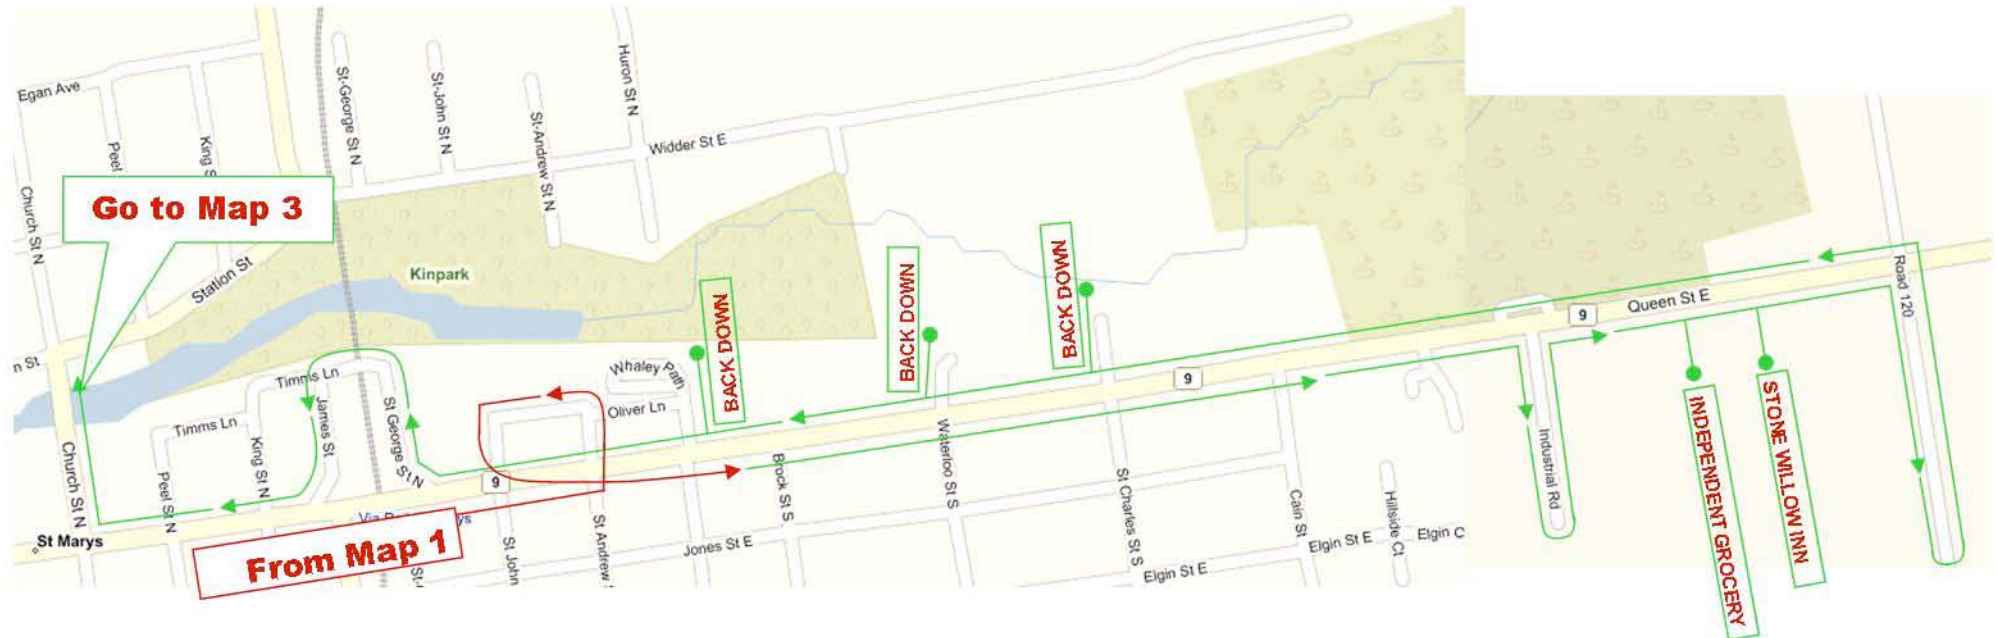 Egan Ave
Peel
King S
St-George St N
St-John St N
St-Andrew St N
Huron St N
Widder St E
Church St N
Go to Map 3
Station St
Kinpark
BACK DOWN
BACK DOWN
BACK DOWN
Road 120
Queen St E
9
9
9
n St
Timms Ln
Timms Ln
James St
St George St N
Whaley Path
Oliver Ln
King St N
Peel St N
Church St N
St Marys
From Map 1
St John
St Andrew
Brock St S
Jones St E
Waterloo St S
St Charles St S
Cain St
Elgin St E
Elgin St E
Hillside Ct
Elgin C
Industrial Rd
INDEPENDENT GROCERY
STONE WILLOW INN